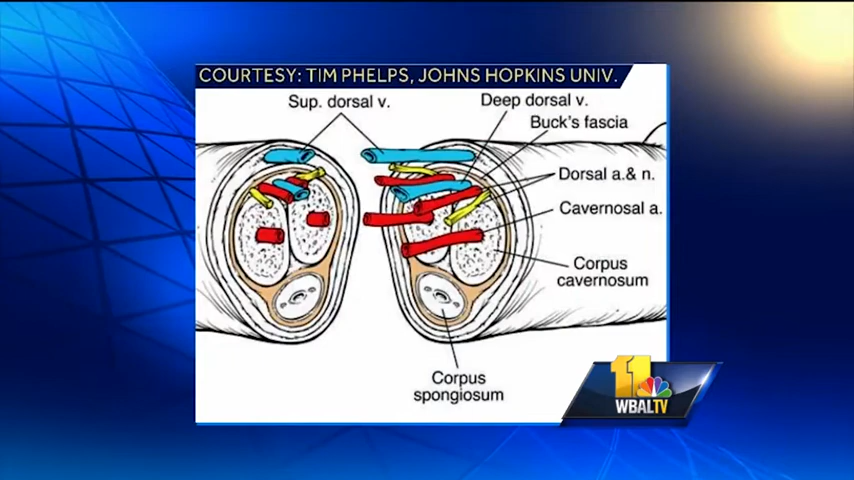 COURTESY: TIM PHELPS, JOHNS HOPKINS UNIV.
Sup. dorsal v.
Deep dorsal v.
Buck's fascia
Dorsal a.& n.
Cavernosal a.
Corpus
cavernosum
Corpus
spongiosum
11
WBALTV